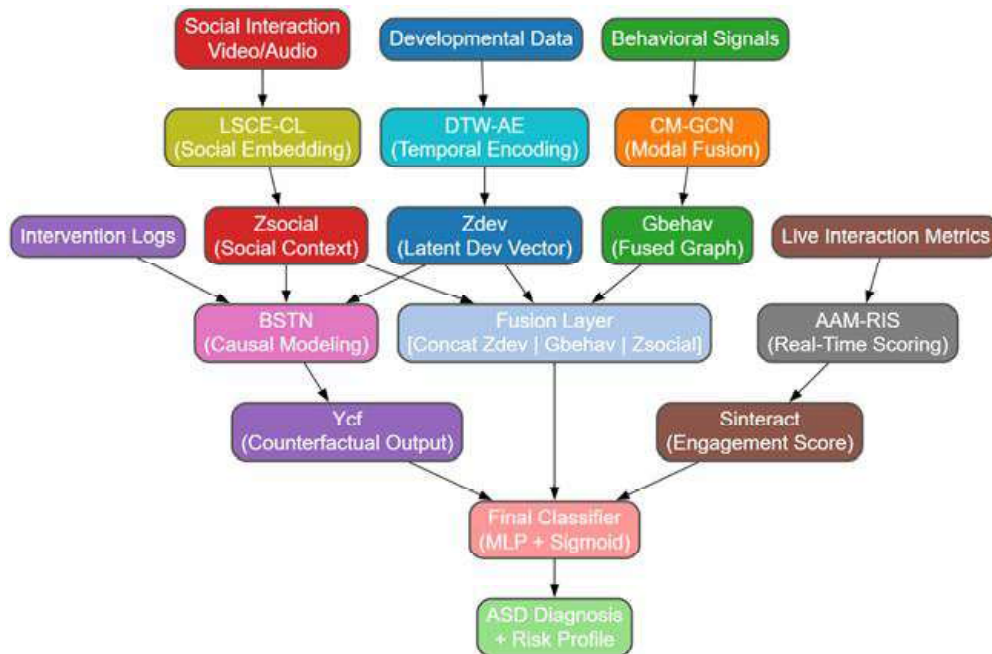 Social Interaction
Video/Audio
Developmental Data
Behavioral Signals
LSCE-CL
(Social Embedding)
DTW-AE
(Temporal Encoding)
CM-GCN
(Modal Fusion)
Intervention Logs
Zsocial
(Social Context)
Zdev
(Latent Dev Vector)
Gbehav
(Fused Graph)
Live Interaction Metrics
BSTN
(Causal Modeling)
Fusion Layer
[Concat Zdev | Gbehav | Zsocial]
AAM-RIS
(Real-Time Scoring)
Ycf
(Counterfactual Output)
Sinteract
(Engagement Score)
Final Classifier
(MLP + Sigmoid)
ASD Diagnosis
+ Risk Profile